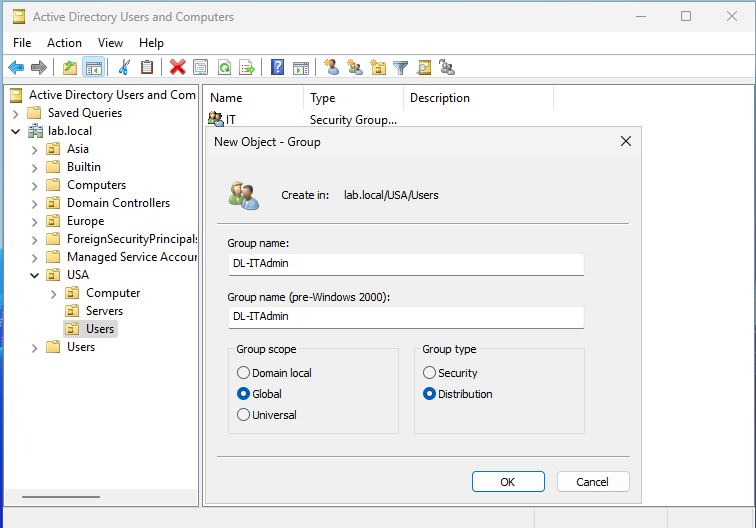 Active Directory Users and Computers
File Action View Help
Active Directory Users and Com
Saved Queries
lab.local
Asia
Builtin
Computers
Domain Controllers
Europe
ForeignSecurityPrincipals
Managed Service Accour
USA
Computer
Servers
Users
Users
Name Type Description
IT Security Group...
New Object - Group
Create in: lab.local/USA/Users
Group name:
DL-ITAdmin
Group name (pre-Windows 2000):
DL-ITAdmin
Group scope
Domain local
Global
Universal
Group type
Security
Distribution
OK Cancel